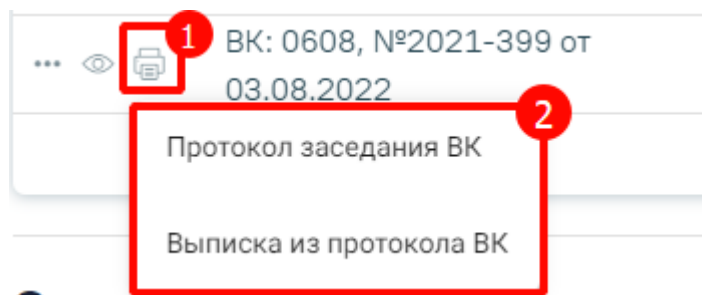 1
ВК: 0608, №2021-399 от
03.08.2022
2
Протокол заседания ВК
Выписка из протокола ВК